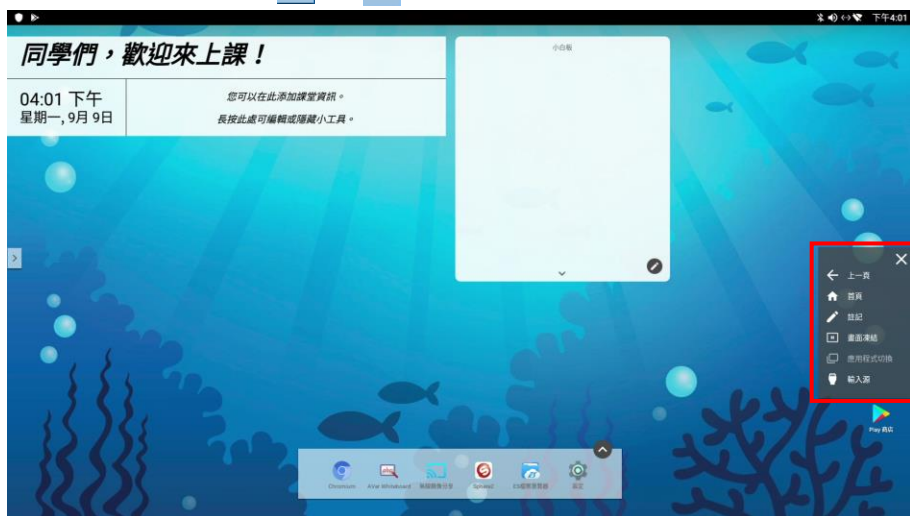 下午4:01
同學們，歡迎來上課！
04:01 下午
星期一, 9月 9日
您可以在此添加課堂資訊。
長按此處可編輯或隱藏小工具。
小白板
上一頁
首頁
註記
畫面凍結
應用程式切換
輸入源
Play 商店
Chromium
AVer Whiteboard
設定